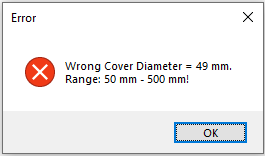 Error
Wrong Cover Diameter = 49 mm.
Range: 50 mm - 500 mm!
OK